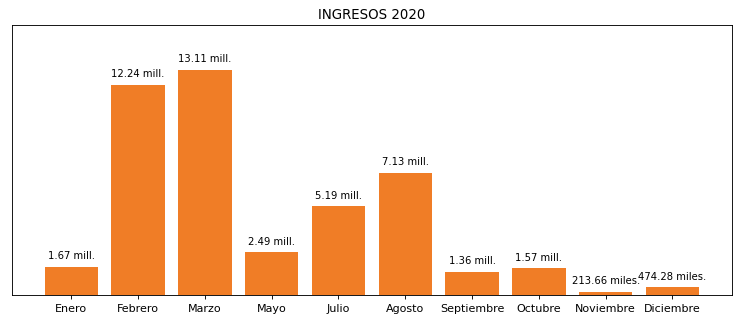 INGRESOS 2020
1.67 mill.
12.24 mill.
13.11 mill.
2.49 mill.
5.19 mill.
7.13 mill.
1.36 mill.
1.57 mill.
213.66 miles.
474.28 miles.
Enero
Febrero
Marzo
Mayo
Julio
Agosto
Septiembre
Octubre
Noviembre
Diciembre